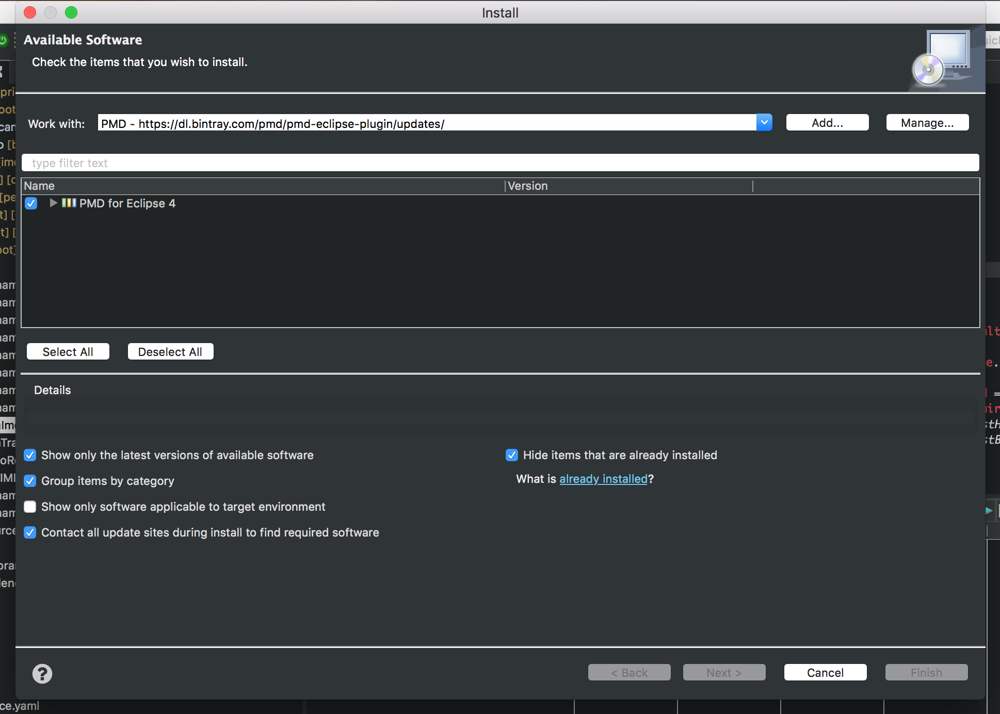 Install
Available Software
Check the items that you wish to install.
Work with: PMD - https://dl.bintray.com/pmd/pmd-eclipse-plugin/updates/ Add... Manage...
type filter text
Name Version
PMD for Eclipse 4
Select All Deselect All
Details
Show only the latest versions of available software
Hide items that are already installed
Group items by category
What is already installed?
Show only software applicable to target environment
Contact all update sites during install to find required software
? < Back Next > Cancel Finish
ce.yaml